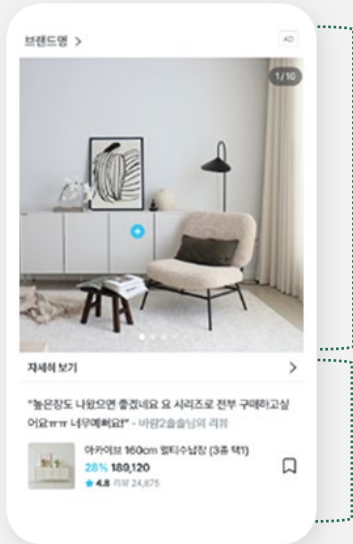 브랜드명 >
AD
1/10
자세히 보기 >
"높은장도 나왔으면 좋겠네요 요 시리즈로 전부 구매하고싶
어요ㅠㅠ 너무예뻐요!" - 바람2솔솔님의 리뷰
아카이브 160cm 멀티수납장 (3종 택1)
28% 189,120
★ 4.8 리뷰 24,875